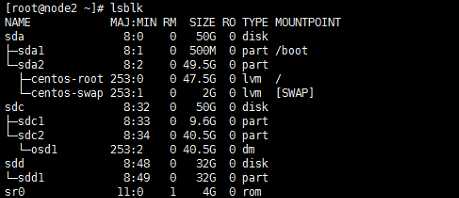 [root@node2 ~]# lsblk
NAME            MAJ:MIN RM  SIZE RO TYPE MOUNTPOINT
sda               8:0    0   50G  0 disk
├─sda1            8:1    0  500M  0 part /boot
└─sda2            8:2    0 49.5G  0 part
  ├─centos-root 253:0    0 47.5G  0 lvm  /
  └─centos-swap 253:1    0    2G  0 lvm  [SWAP]
sdc               8:32   0   50G  0 disk
├─sdc1            8:33   0  9.6G  0 part
└─sdc2            8:34   0 40.5G  0 part
  └─osd1        253:2    0 40.5G  0 dm
sdd               8:48   0   32G  0 disk
└─sdd1            8:49   0   32G  0 part
sr0              11:0    1    4G  0 rom